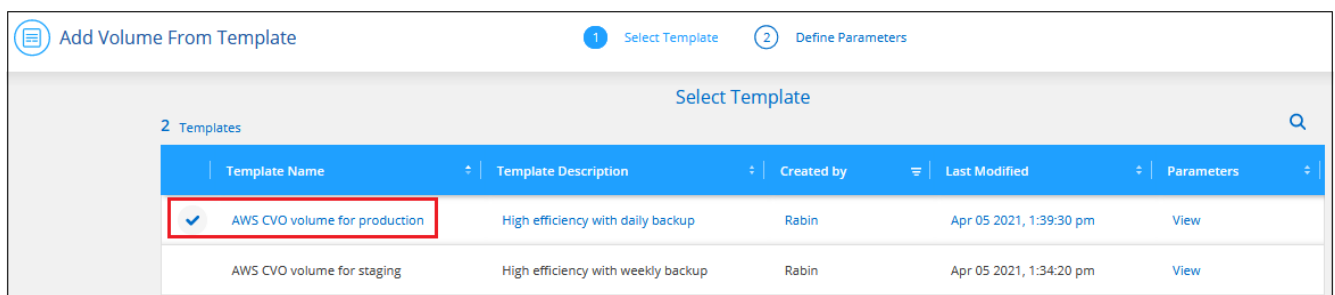 Add Volume From Template
1 Select Template 2 Define Parameters
Select Template
2 Templates
Template Name Template Description Created by Last Modified Parameters
AWS CVO volume for production High efficiency with daily backup Rabin Apr 05 2021, 1:39:30 pm View
AWS CVO volume for staging High efficiency with weekly backup Rabin Apr 05 2021, 1:34:20 pm View